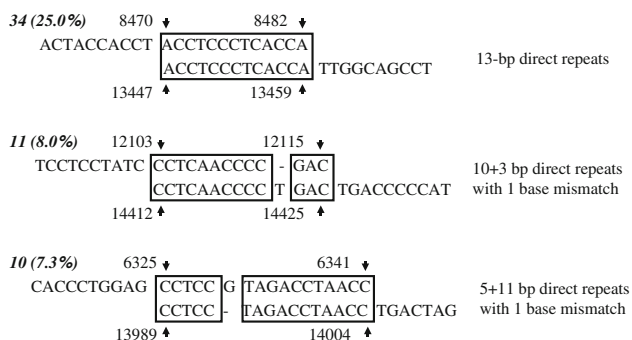 34 (25.0%) 8470 8482
ACTACCACCT ACCTCCCTCACCA
ACCTCCCTCACCA TTGGCAGCCT
13-bp direct repeats
13447 13459
11 (8.0%) 12103 12115
TCCTCCTATC CCTCAACCCC - GAC
CCTCAACCCC T GAC TGACCCCCAT
10+3 bp direct repeats
with 1 base mismatch
14412 14425
10 (7.3%) 6325 6341
CACCCTGGAG CCTCC G TAGACCTAACC
CCTCC - TAGACCTAACC TGACTAG
5+11 bp direct repeats
with 1 base mismatch
13989 14004